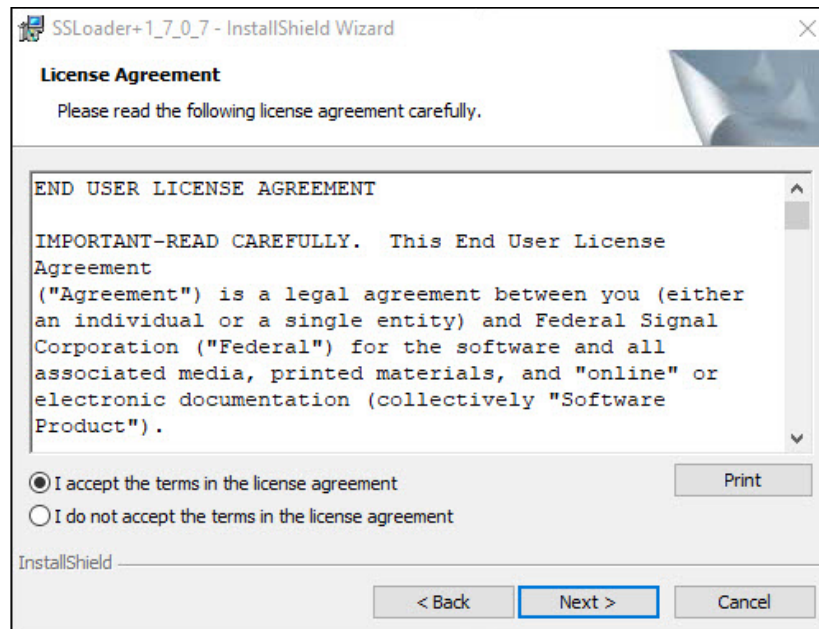 SSLoader+1_7_0_7 - InstallShield Wizard
License Agreement
Please read the following license agreement carefully.
END USER LICENSE AGREEMENT
IMPORTANT-READ CAREFULLY.  This End User License
Agreement
("Agreement") is a legal agreement between you (either
an individual or a single entity) and Federal Signal
Corporation ("Federal") for the software and all
associated media, printed materials, and "online" or
electronic documentation (collectively "Software
Product").
I accept the terms in the license agreement
Print
I do not accept the terms in the license agreement
InstallShield
< Back
Next >
Cancel